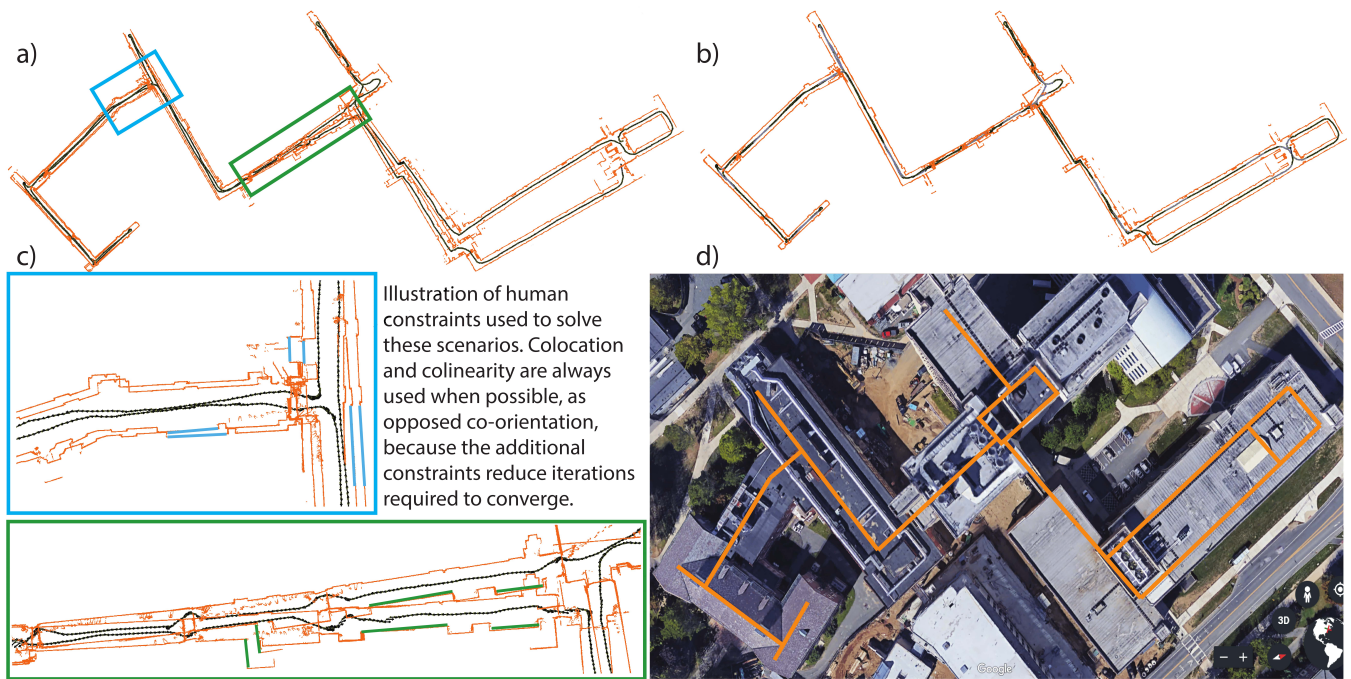 a)
b)
c)
d)
Illustration of human
constraints used to solve
these scenarios. Colocation
and colinearity are always
used when possible, as
opposed co-orientation,
because the additional
constraints reduce iterations
required to converge.
3D
Google